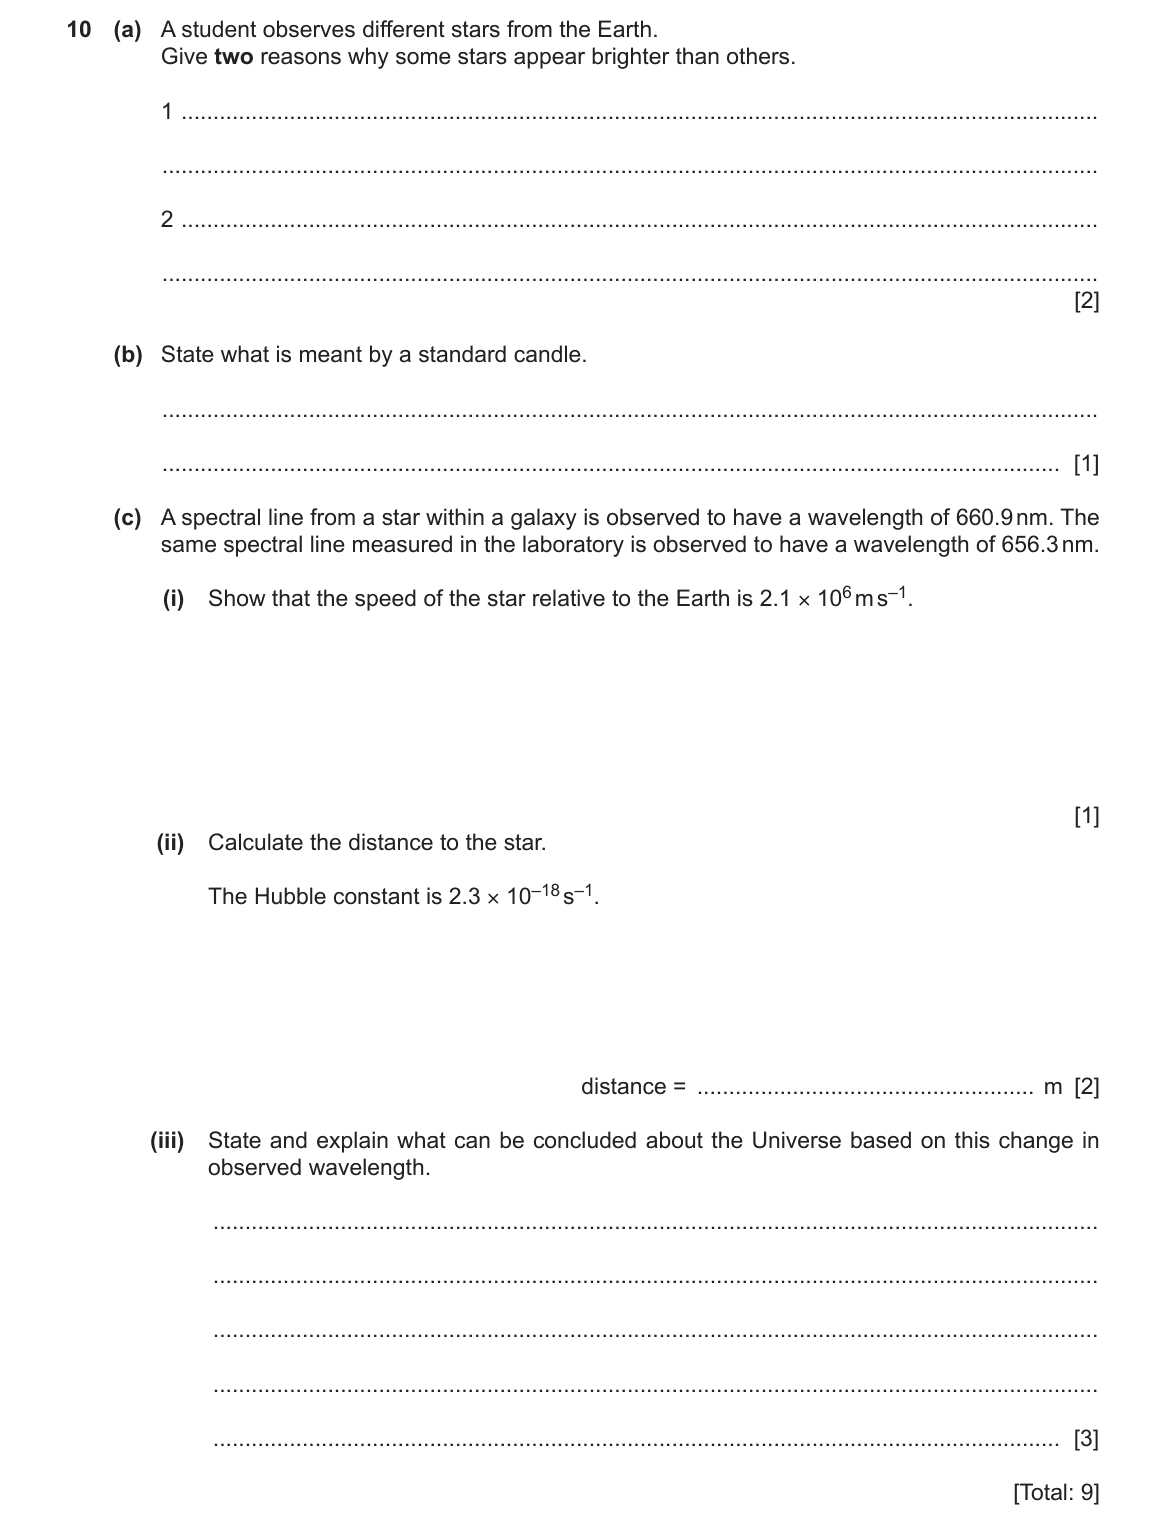 10 (a) A student observes different stars from the Earth.
Give two reasons why some stars appear brighter than others.
1 ................................................................
................................................................
2 ................................................................
................................................................
[2]
(b) State what is meant by a standard candle.
................................................................
................................................................ [1]
(c) A spectral line from a star within a galaxy is observed to have a wavelength of 660.9 nm. The
same spectral line measured in the laboratory is observed to have a wavelength of 656.3 nm.
(i) Show that the speed of the star relative to the Earth is 2.1 × 10⁶ m s⁻¹.
[1]
(ii) Calculate the distance to the star.
The Hubble constant is 2.3 × 10⁻¹⁸ s⁻¹.
distance = ................................................................ m [2]
(iii) State and explain what can be concluded about the Universe based on this change in
observed wavelength.
................................................................
................................................................
................................................................
................................................................
................................................................ [3]
[Total: 9]